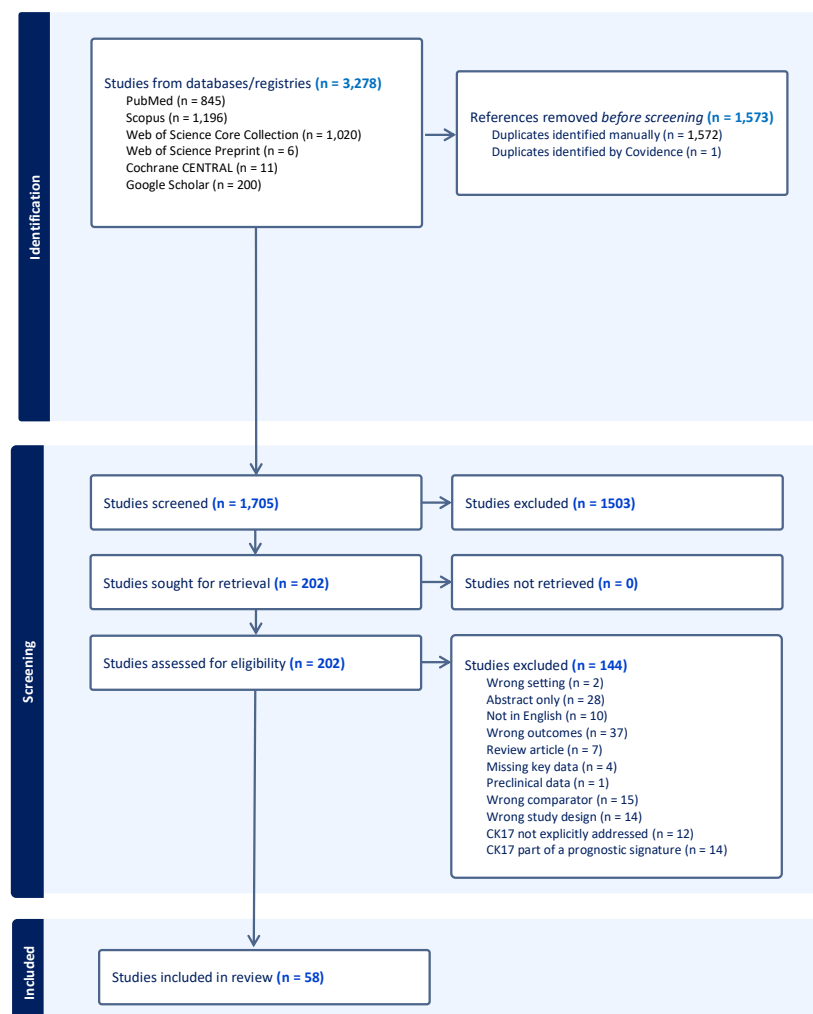 Identification
Studies from databases/registries (n = 3,278)
PubMed (n = 845)
Scopus (n = 1,196)
Web of Science Core Collection (n = 1,020)
Web of Science Preprint (n = 6)
Cochrane CENTRAL (n = 11)
Google Scholar (n = 200)
References removed before screening (n = 1,573)
Duplicates identified manually (n = 1,572)
Duplicates identified by Covidence (n = 1)
Screening
Studies screened (n = 1,705)
Studies excluded (n = 1503)
Studies sought for retrieval (n = 202)
Studies not retrieved (n = 0)
Studies assessed for eligibility (n = 202)
Studies excluded (n = 144)
Wrong setting (n = 2)
Abstract only (n = 28)
Not in English (n = 10)
Wrong outcomes (n = 37)
Review article (n = 7)
Missing key data (n = 4)
Preclinical data (n = 1)
Wrong comparator (n = 15)
Wrong study design (n = 14)
CK17 not explicitly addressed (n = 12)
CK17 part of a prognostic signature (n = 14)
Included
Studies included in review (n = 58)